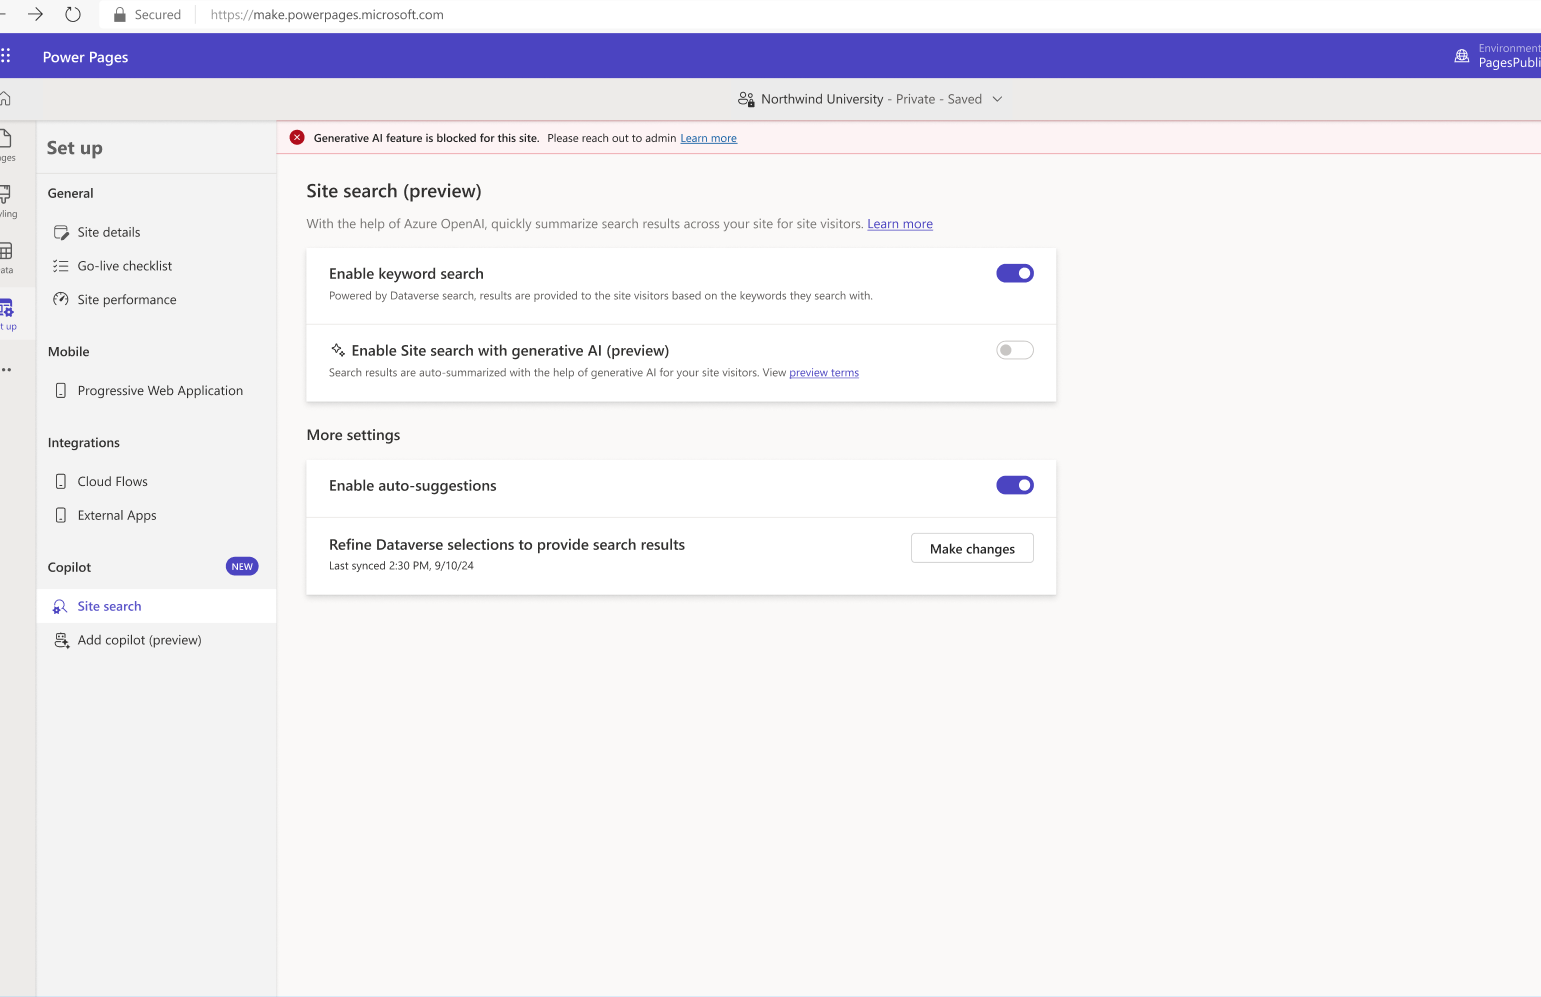 Secured https://make.powerpages.microsoft.com
Power Pages
Environment
PagesPubli
Northwind University - Private - Saved
ges
ling
ata
t up
Set up
General
Site details
Go-live checklist
Site performance
Mobile
Progressive Web Application
Integrations
Cloud Flows
External Apps
Copilot NEW
Site search
Add copilot (preview)
Generative AI feature is blocked for this site. Please reach out to admin Learn more
Site search (preview)
With the help of Azure OpenAI, quickly summarize search results across your site for site visitors. Learn more
Enable keyword search
Powered by Dataverse search, results are provided to the site visitors based on the keywords they search with.
Enable Site search with generative AI (preview)
Search results are auto-summarized with the help of generative AI for your site visitors. View preview terms
More settings
Enable auto-suggestions
Refine Dataverse selections to provide search results
Last synced 2:30 PM, 9/10/24
Make changes